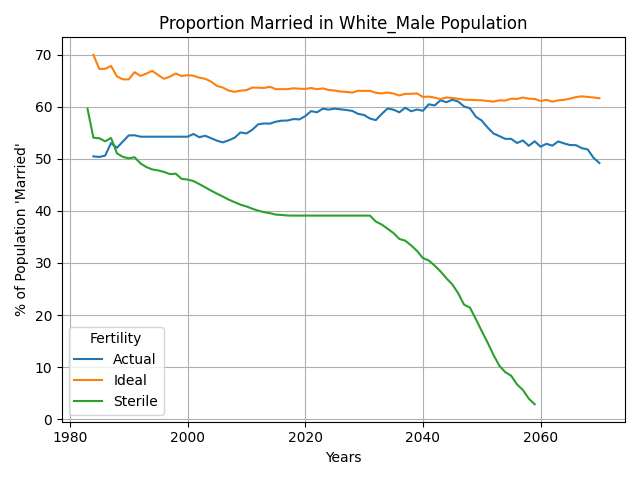 Proportion Married in White_Male Population
% of Population 'Married'
70
60
50
40
30
20
10
0
Fertility
Actual
Ideal
Sterile
1980
2000
2020
2040
2060
Years